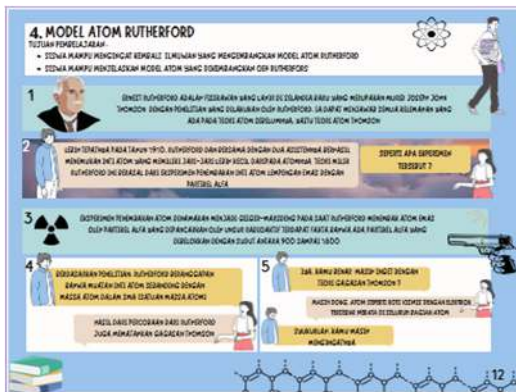 4. MODEL ATOM RUTHERFORD
TUJUAN PEMBELAJARAN:
SISWA MAMPU MENGINGAT KEMBALI ILMUWAN YANG MENGEMBANGKAN MODEL ATOM RUTHERFORD
SISWA MAMPU MENJELASKAN MODEL ATOM YANG DIKEMBANGKAN OLEH RUTHERFORS
1
ERNEST RUTHERFORD ADALAH FISIKAWAN YANG LAHIR DI SELANDIA BARU YANG MERUPAKAN MURID JOSEPH JOHN
THOMSON. DENGAN PENELITIAN YANG DILAKUKAN OLEH RUTHERFORD, IA DAPAT MENJAWAB SEMUA KELEMAHAN YANG
ADA PADA TEORI ATOM SEBELUMNYA, YAITU TEORI ATOM THOMSON
2
LEBIH TEPATNYA PADA TAHUN 1910, RUTHERFORD DAN BERSAMA DENGAN DUA ASISTENNYA BERHASIL
MENEMUKAN INTI ATOM YANG MEMILIKI JARI-JARI LEBIH KECIL DARIPADA ATOMNYA. TEORI MILIK
RUTHERFORD INI BERASAL DARI EKSPERIMEN PENEMBAKAN INTI ATOM LEMPENGAN EMAS DENGAN
PARTIKEL ALFA
SEPERTI APA EKSPERIMEN
TERSEBUT ?
3
EKSPERIMEN PENEMBAKAN ATOM DINAMAKAN MENJADI GEIGER-MARSDENG PADA SAAT RUTHERFORD MENEMBAK ATOM EMAS
OLEH PARTIKEL ALFA YANG DIPANCARKAN OLEH UNSUR RADIOAKTIF TERDAPAT FAKTA BAHWA ADA PARTIKEL ALFA YANG
DIBELOKKAN DENGAN SUDUT ANTARA 900 SAMPAI 1800
4
BERDASARKAN PENELITIAN, RUTHERFORD BERANGGAPAN
BAHWA MUATAN INTI ATOM SEBANDING DENGAN
MASSA ATOM DALAM SMA (SATUAN MASSA ATOM)
HASIL DARI PERCOBAAN DARI RUTHERFORD
JUGA MEMATAHKAN GAGASAN THOMSON
5
IYA, KAMU BENAR. MASIH INGET DENGAN
TEORI GAGASAN THOMSON ?
MASIH DONG. ATOM SEPERTI ROTI KISMIS DENGAN ELEKTRON
TERSEBAR MERATA DI SELURUH BAGIAN ATOM
SYUKURLAH, KAMU MASIH
MENGINGATNYA
12